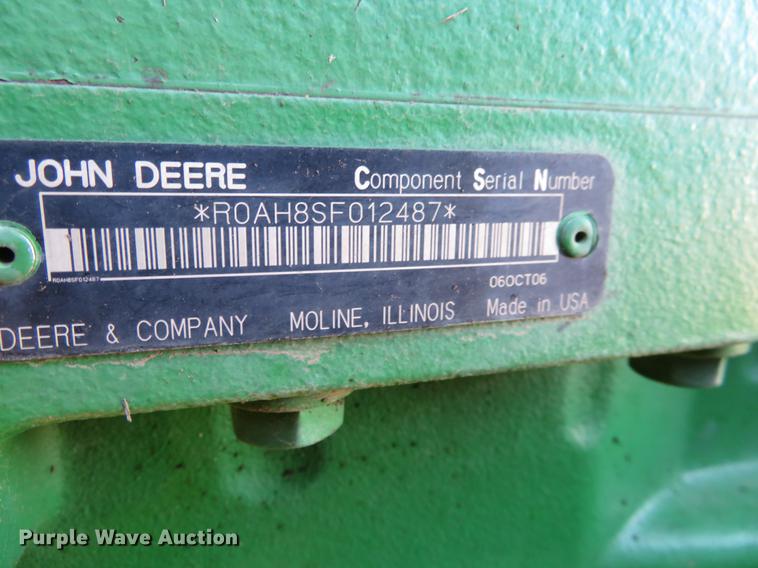 JOHN DEERE Component Serial Number
*R0AH8SF012487*
R0AH8SF012487
06OCT06
DEERE & COMPANY MOLINE, ILLINOIS Made in USA
Purple Wave Auction